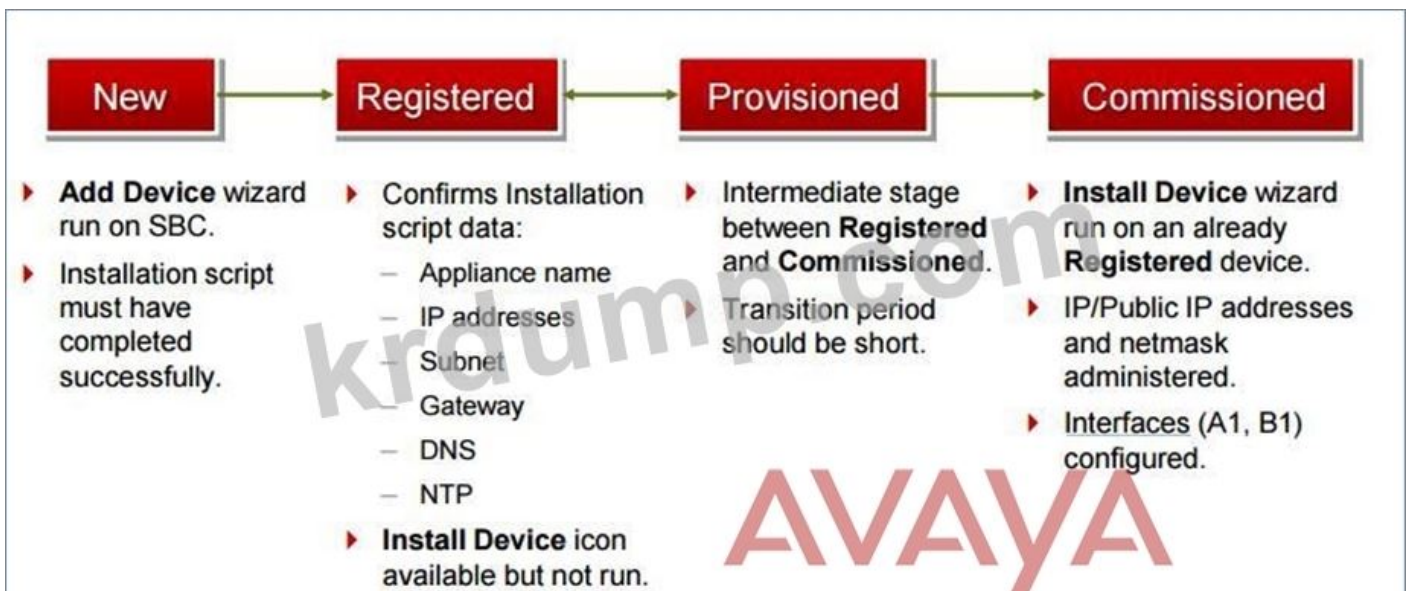 New
Registered
Provisioned
Commissioned
Add Device wizard
run on SBC.
Installation script
must have
completed
successfully.
Confirms Installation
script data:
– Appliance name
– IP addresses
– Subnet
– Gateway
– DNS
– NTP
Install Device icon
available but not run.
Intermediate stage
between Registered
and Commissioned.
Transition period
should be short.
Install Device wizard
run on an already
Registered device.
IP/Public IP addresses
and netmask
administered.
Interfaces (A1, B1)
configured.
krdump.com
AVAYA